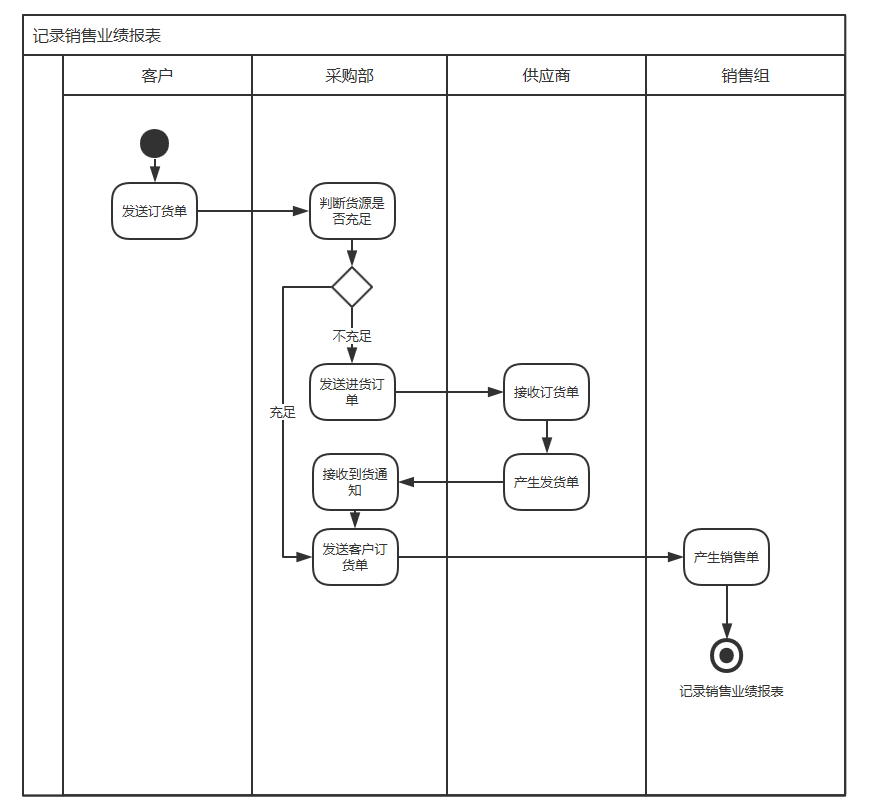 记录销售业绩报表
客户
采购部
供应商
销售组
发送订货单
判断货源是
否充足
不充足
发送进货订
单
接收订货单
充足
接收到货通
知
产生发货单
发送客户订
货单
产生销售单
记录销售业绩报表